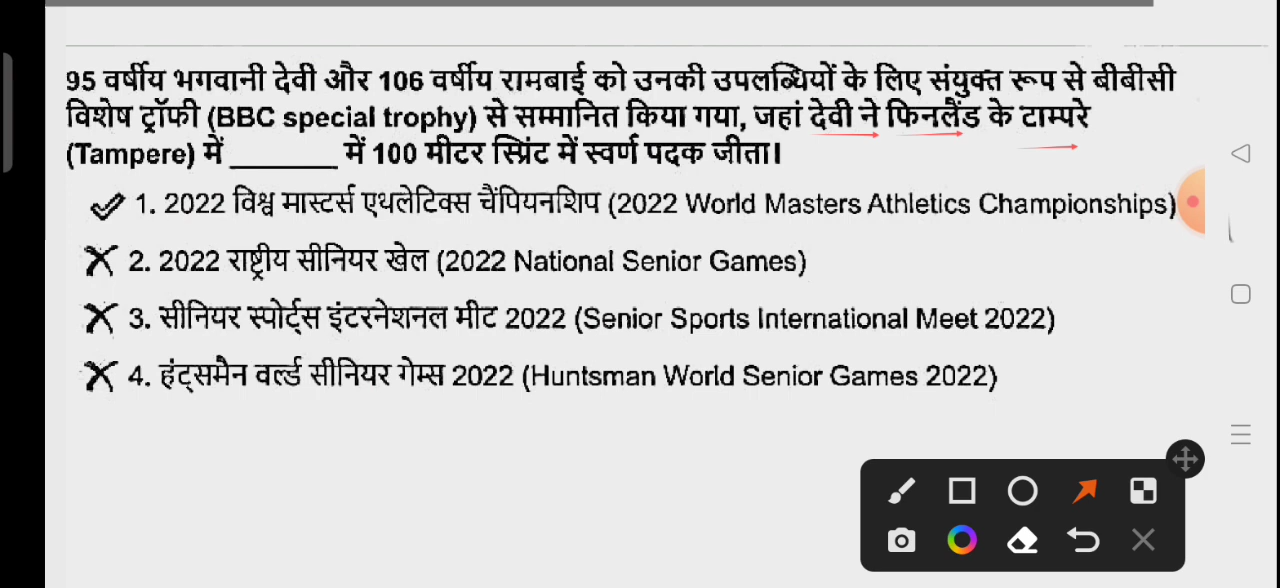 95 वर्षीय भगवानी देवी और 106 वर्षीय रामबाई को उनकी उपलब्धियों के लिए संयुक्त रूप से बीबीसी
विशेष ट्रॉफी (BBC special trophy) से सम्मानित किया गया, जहां देवी ने फिनलैंड के टाम्परे
(Tampere) में _______ में 100 मीटर स्प्रिंट में स्वर्ण पदक जीता।
1. 2022 विश्व मास्टर्स एथलेटिक्स चैंपियनशिप (2022 World Masters Athletics Championships)
2. 2022 राष्ट्रीय सीनियर खेल (2022 National Senior Games)
3. सीनियर स्पोर्ट्स इंटरनेशनल मीट 2022 (Senior Sports International Meet 2022)
4. हंट्समैन वर्ल्ड सीनियर गेम्स 2022 (Huntsman World Senior Games 2022)